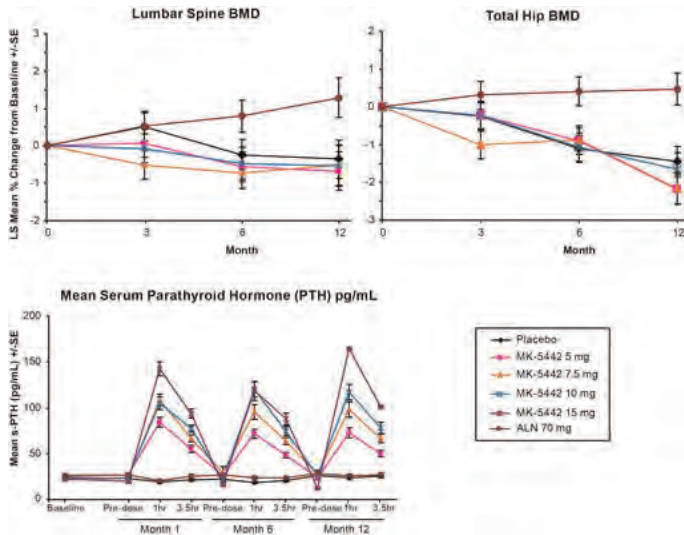 Lumbar Spine BMD
Total Hip BMD
LS Mean % Change from Baseline +/-SE
3
2
1
0
-1
-2
0
3
6
12
Month
2
1
0
-1
-2
-3
0
3
6
12
Month
Mean Serum Parathyroid Hormone (PTH) pg/mL
Mean s-PTH (pg/mL) +/-SE
200
150
100
50
0
Baseline
Pre-dose 1hr 3.5hr Pre-dose 1hr 3.5hr Pre-dose 1hr 3.5hr
Month 1
Month 6
Month 12
Placebo
MK-5442 5 mg
MK-5442 7.5 mg
MK-5442 10 mg
MK-5442 15 mg
ALN 70 mg